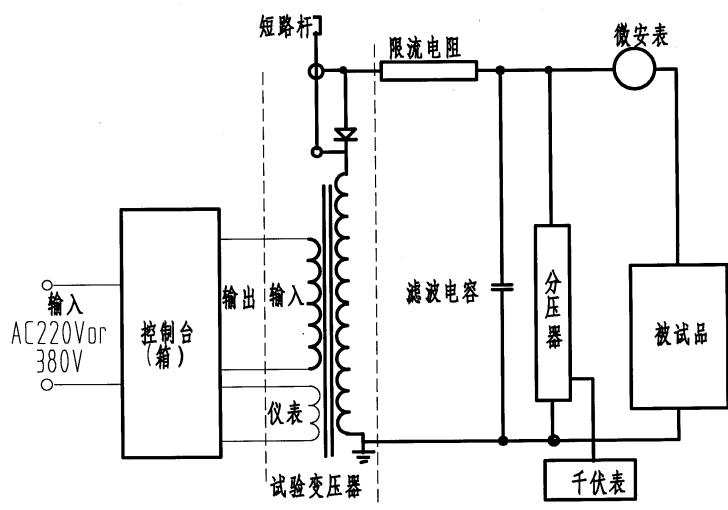 短路杆
限流电阻
微安表
输入
AC220Vor
380V
控制台
(箱)
输出
输入
仪表
滤波电容
分压器
被试品
千伏表
试验变压器